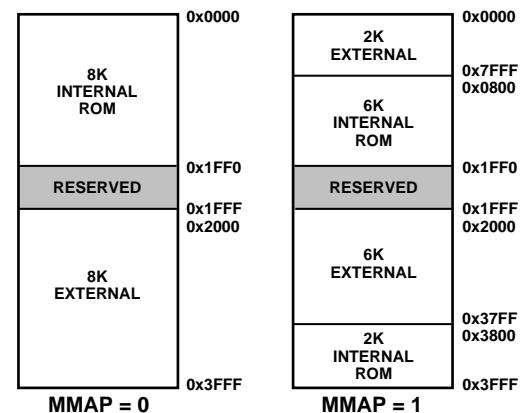 0x0000
8K
INTERNAL
ROM
0x1FF0
RESERVED
0x1FFF
0x2000
8K
EXTERNAL
0x3FFF
MMAP = 0
0x0000
2K
EXTERNAL
0x7FFF
0x0800
6K
INTERNAL
ROM
0x1FF0
RESERVED
0x1FFF
0x2000
6K
EXTERNAL
0x37FF
0x3800
2K
INTERNAL
ROM
0x3FFF
MMAP = 1